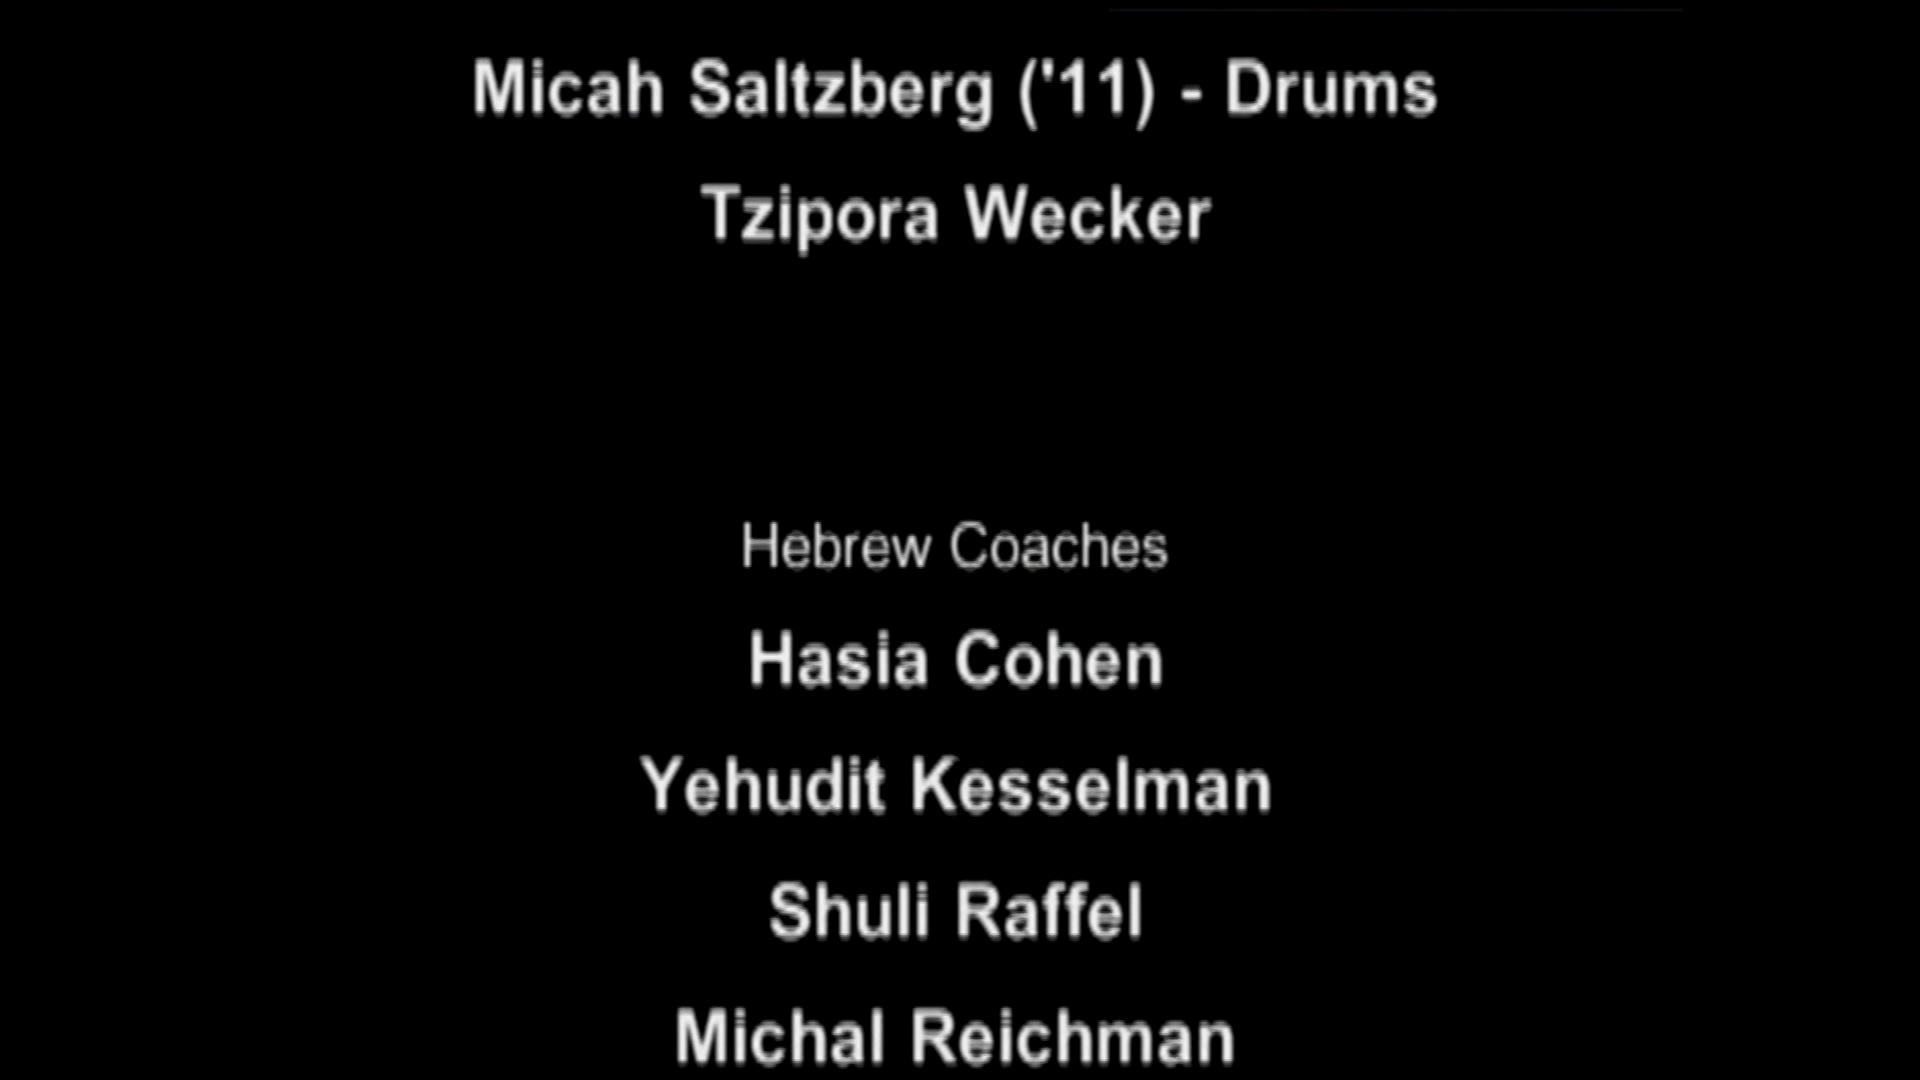 Micah Saltzberg ('11) - Drums
Tzipora Wecker
Hebrew Coaches
Hasia Cohen
Yehudit Kesselman
Shuli Raffel
Michal Reichman